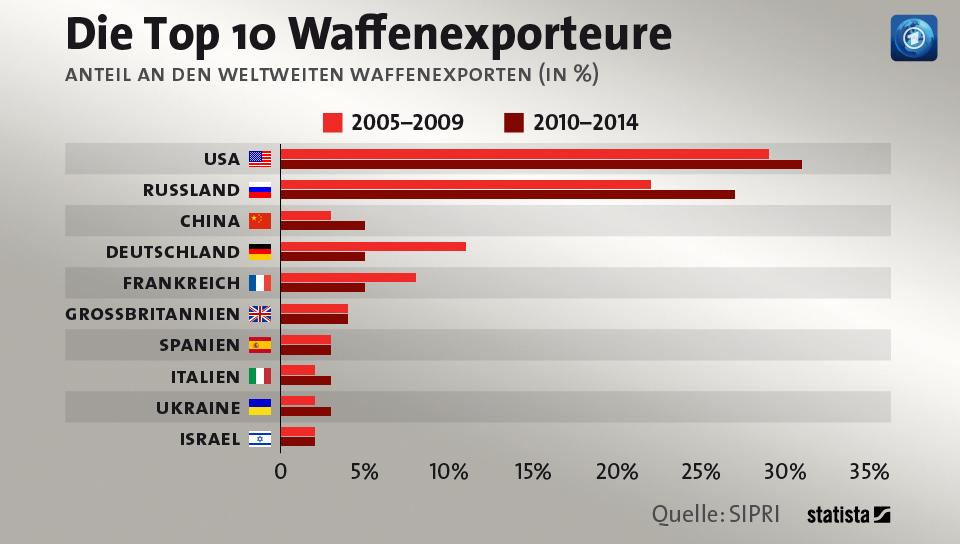 Die Top 10 Waffenexporteure
ANTEIL AN DEN WELTWEITEN WAFFENEXPORTEN (IN %)
2005–2009 2010–2014
USA
RUSSLAND
CHINA
DEUTSCHLAND
FRANKREICH
GROSSBRITANNIEN
SPANIEN
ITALIEN
UKRAINE
ISRAEL
0 5% 10% 15% 20% 25% 30% 35%
Quelle: SIPRI statista